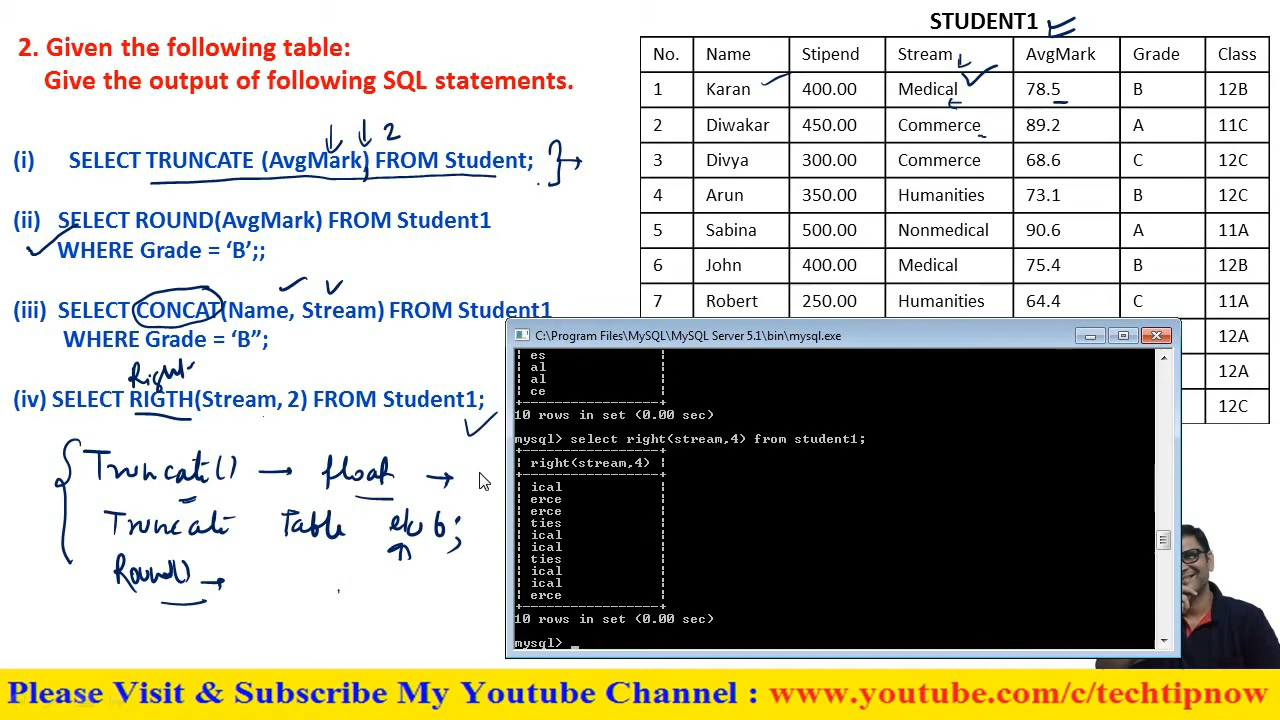 2. Given the following table:
Give the output of following SQL statements.
2
(i) SELECT TRUNCATE (AvgMark) FROM Student;
(ii) SELECT ROUND(AvgMark) FROM Student1
WHERE Grade = ‘B’;;
(iii) SELECT CONCAT(Name, Stream) FROM Student1
WHERE Grade = ‘B”;
Right
(iv) SELECT RIGTH(Stream, 2) FROM Student1;
Truncate() → float →
Truncate Table
Round() →
STUDENT1
No. Name Stipend Stream AvgMark Grade Class
1 Karan 400.00 Medical 78.5 B 12B
2 Diwakar 450.00 Commerce 89.2 A 11C
3 Divya 300.00 Commerce 68.6 C 12C
4 Arun 350.00 Humanities 73.1 B 12C
5 Sabina 500.00 Nonmedical 90.6 A 11A
6 John 400.00 Medical 75.4 B 12B
7 Robert 250.00 Humanities 64.4 C 11A
12A
12A
12C
C:\Program Files\MySQL\MySQL Server 5.1\bin\mysql.exe
es
al
al
ce
10 rows in set (0.00 sec)
mysql> select right(stream,4) from student1;
right(stream,4)
ical
erce
erce
ties
ical
ical
ties
ical
ical
erce
10 rows in set (0.00 sec)
mysql>
Please Visit & Subscribe My Youtube Channel : www.youtube.com/c/techtipnow